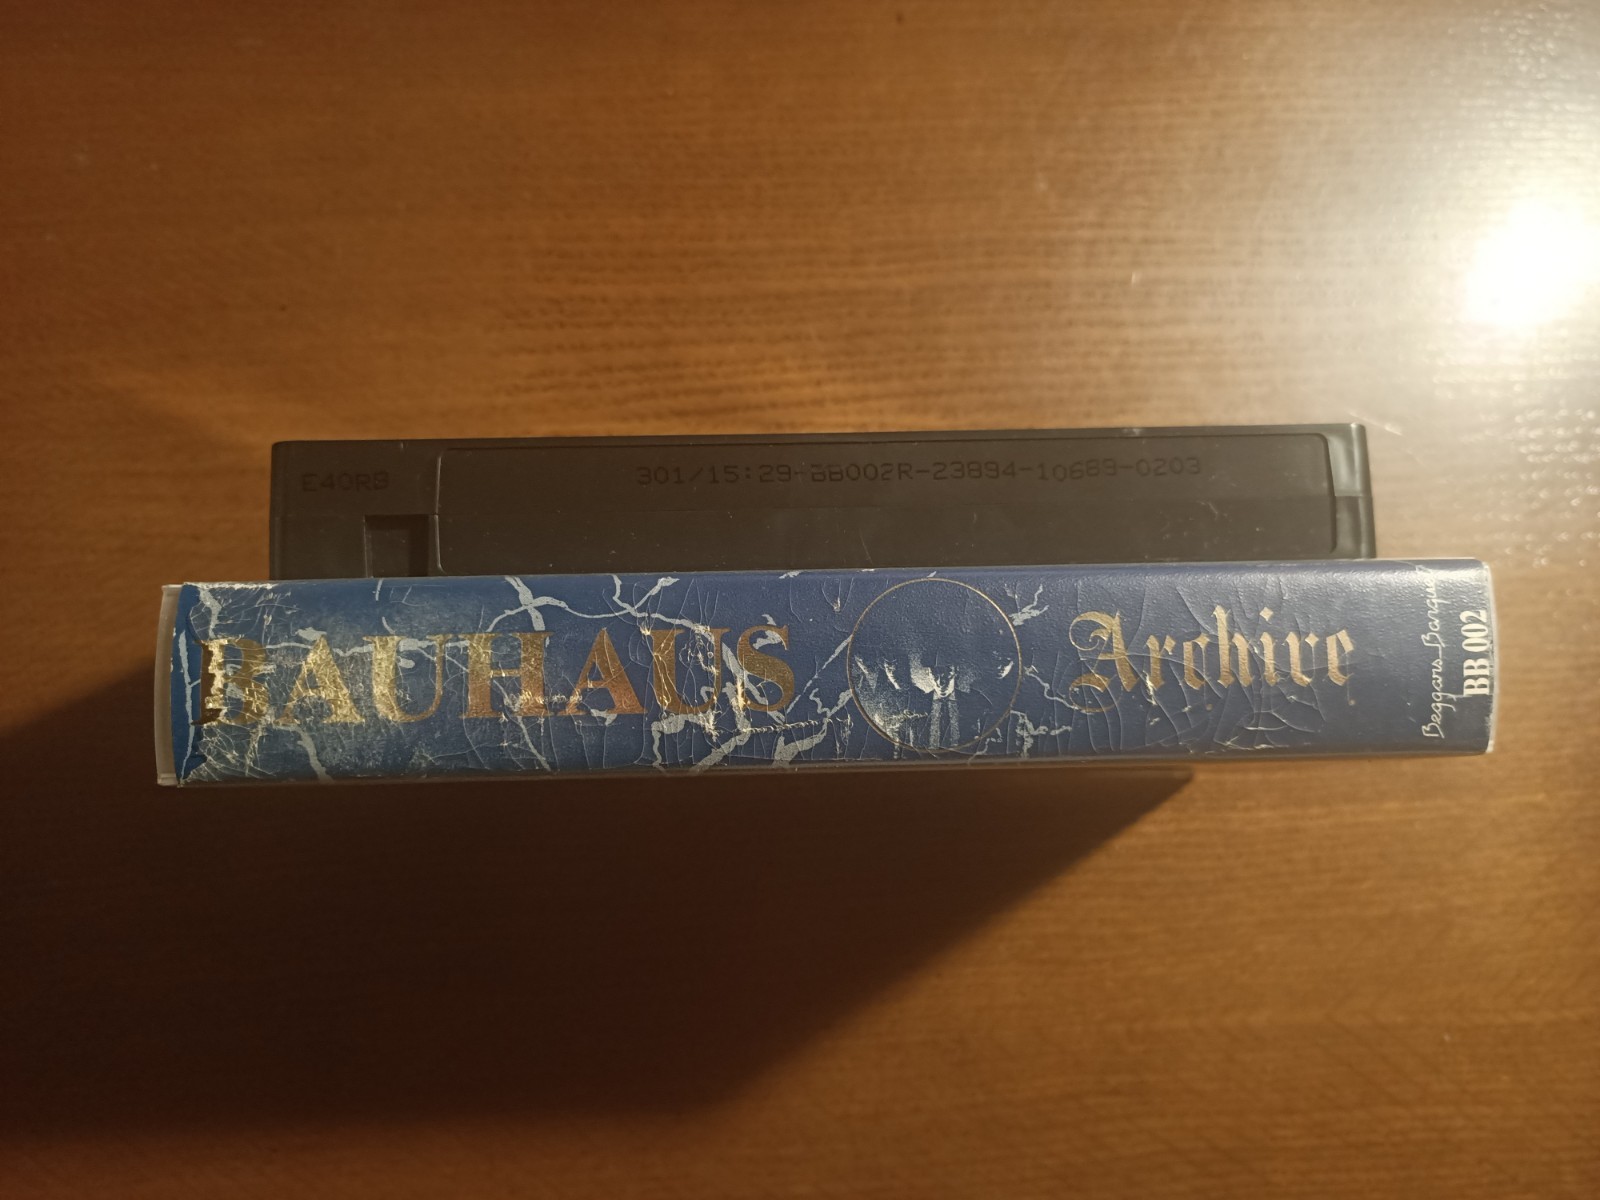 E40R9
301/15:29-BB002R-23894-10689-0203
BAUHAUS
Archive
Beggars Banquet
BB 002